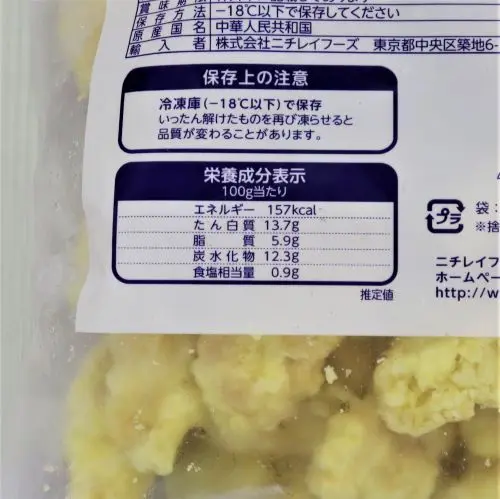 保存方法 −18℃以下で保存してください
原産国名 中華人民共和国
輸入者 株式会社ニチレイフーズ 東京都中央区築地6-
保存上の注意
冷凍庫(−18℃以下)で保存
いったん解けたものを再び凍らせると
品質が変わることがあります。
栄養成分表示
100g当たり
エネルギー 157kcal
たん白質 13.7g
脂質 5.9g
炭水化物 12.3g
食塩相当量 0.9g
推定値
プラ
袋:
※捨
ニチレイフ
ホームペー
http://w